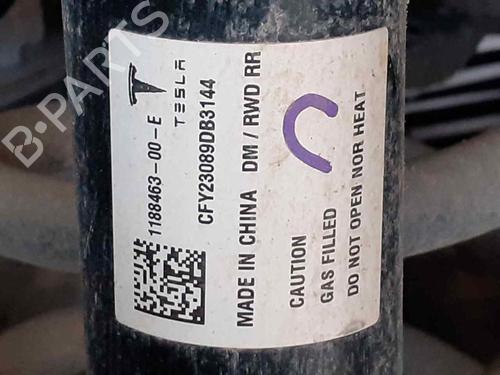 TESLA
1188463-00-E
CFY23089DB3144
MADE IN CHINA DM / RWD RR
CAUTION
GAS FILLED
DO NOT OPEN NOR HEAT
B-PARTS